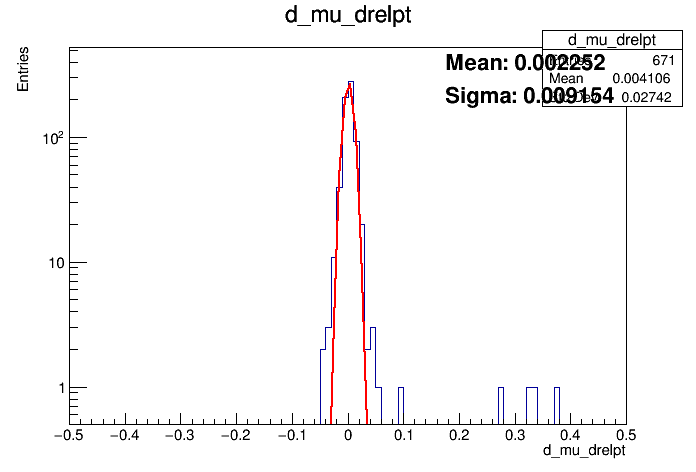 d_mu_drelpt
Entries
d_mu_drelpt
Mean: 0.002252
671
Mean 0.004106
Sigma: 0.009154
0.02742
10²
10
1
−0.5 −0.4 −0.3 −0.2 −0.1 0 0.1 0.2 0.3 0.4 0.5
d_mu_drelpt